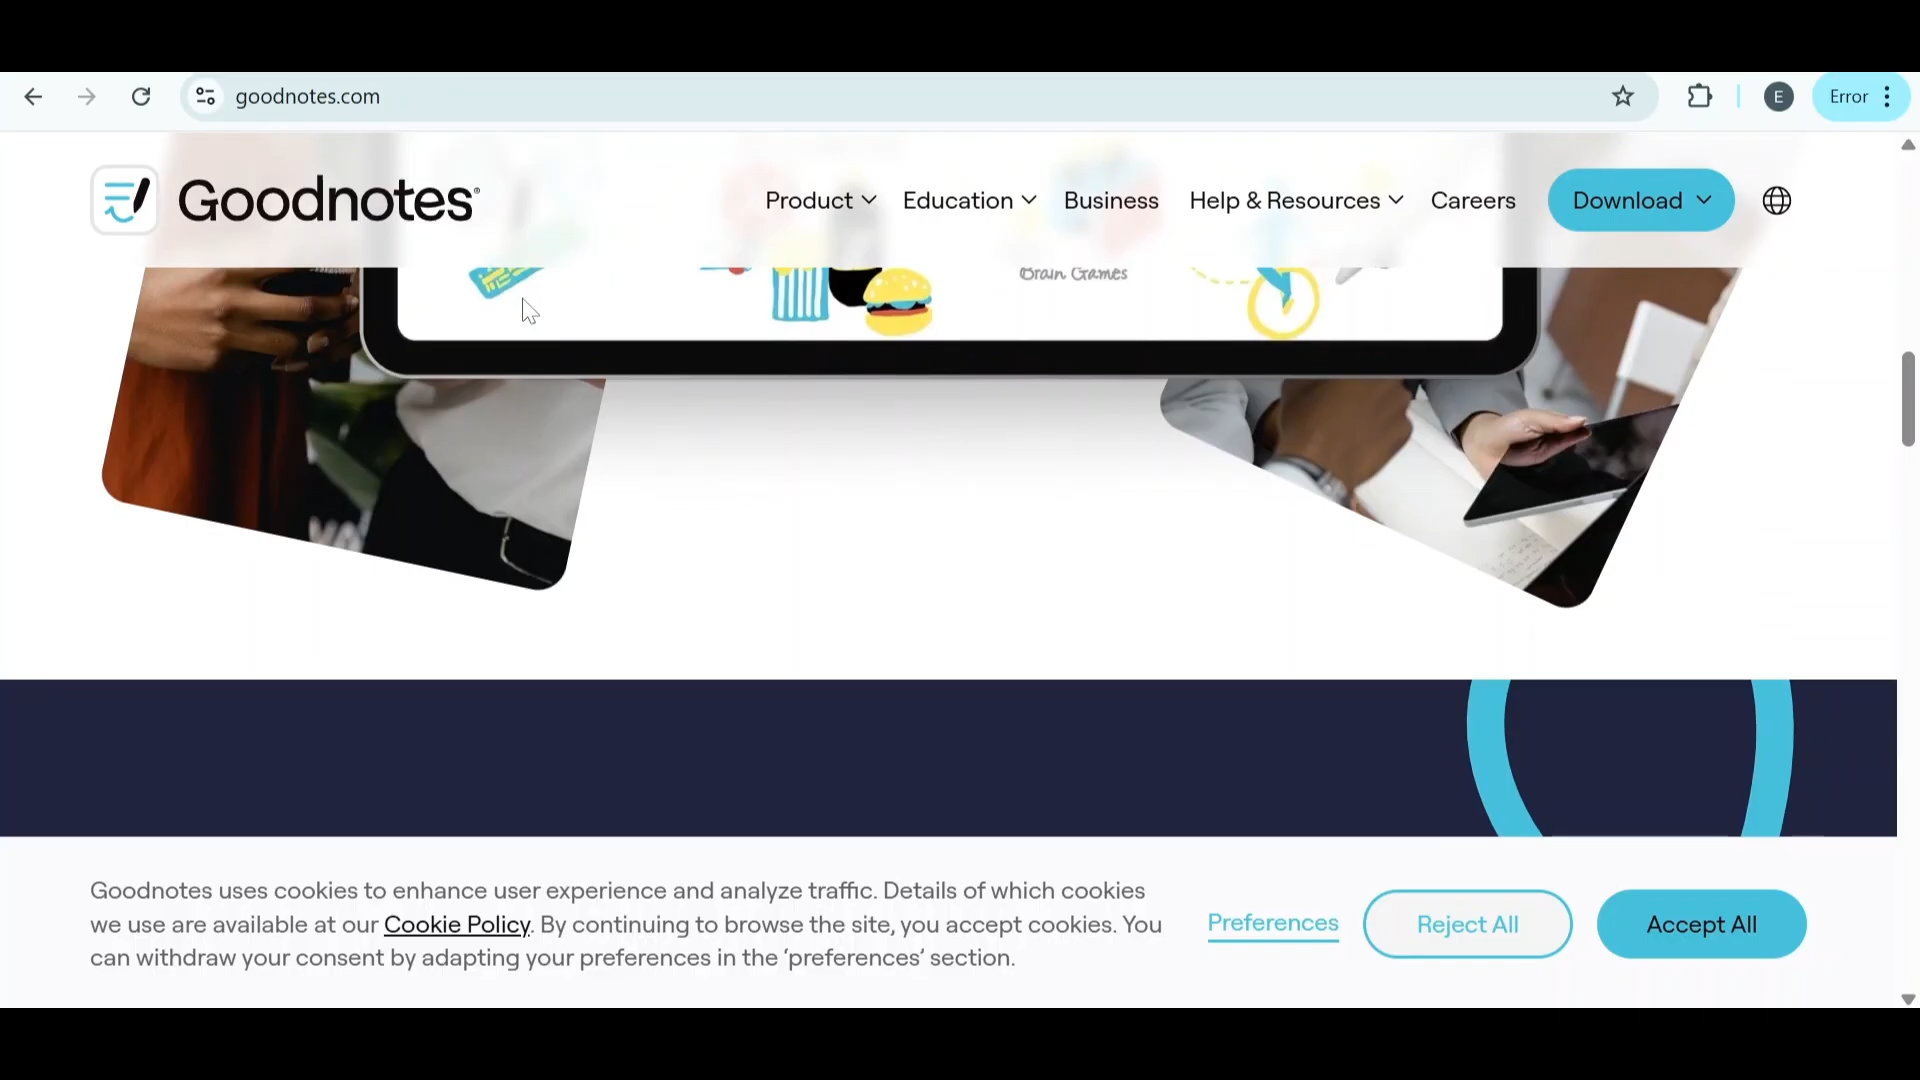 goodnotes.com
E
Error
Goodnotes®
Product
Education
Business
Help & Resources
Careers
Download
Brain Games
Goodnotes uses cookies to enhance user experience and analyze traffic. Details of which cookies
we use are available at our Cookie Policy. By continuing to browse the site, you accept cookies. You
can withdraw your consent by adapting your preferences in the ‘preferences’ section.
Preferences
Reject All
Accept All